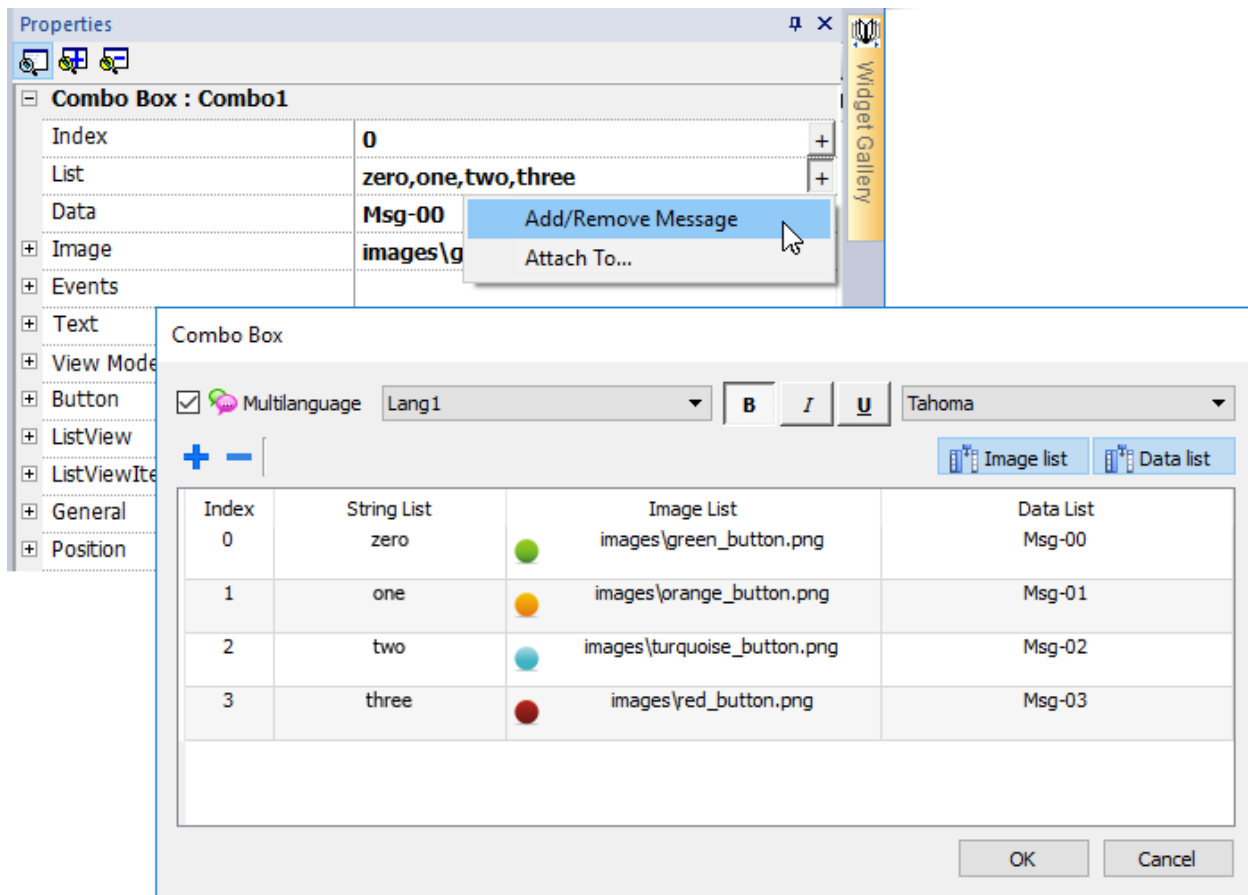 Properties
Widget Gallery
Combo Box : Combo1
Index 0 +
List zero,one,two,three +
Data Msg-00
Add/Remove Message
Image images\g
Attach To...
Events
Text
View Mode
Button
ListView
ListViewIte
General
Position
Combo Box
Multilanguage Lang1 B I U Tahoma
Image list Data list
Index String List Image List Data List
0 zero images\green_button.png Msg-00
1 one images\orange_button.png Msg-01
2 two images\turquoise_button.png Msg-02
3 three images\red_button.png Msg-03
OK Cancel